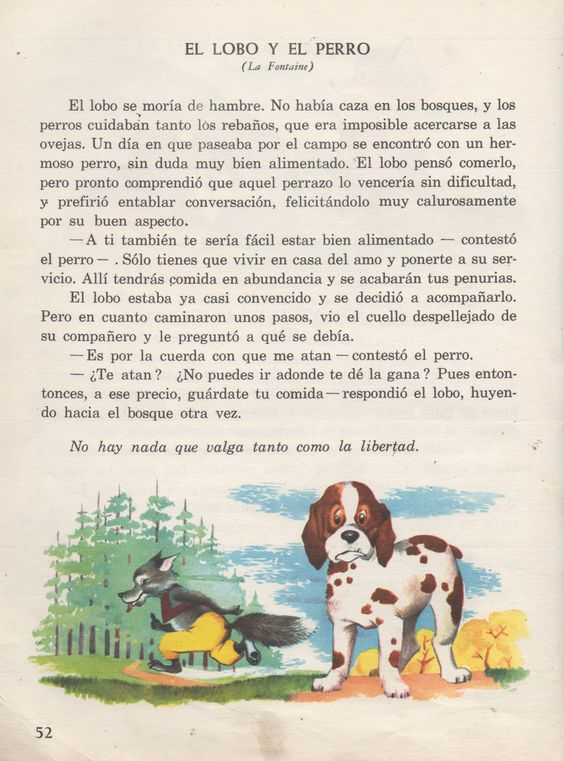 EL LOBO Y EL PERRO
(La Fontaine)
El lobo se moría de hambre. No había caza en los bosques, y los
perros cuidaban tanto los rebaños, que era imposible acercarse a las
ovejas. Un día en que paseaba por el campo se encontró con un her-
moso perro, sin duda muy bien alimentado. El lobo pensó comerlo,
pero pronto comprendió que aquel perrazo lo vencería sin dificultad,
y prefirió entablar conversación, felicitándolo muy calurosamente
por su buen aspecto.
— A ti también te sería fácil estar bien alimentado — contestó
el perro — . Sólo tienes que vivir en casa del amo y ponerte a su ser-
vicio. Allí tendrás comida en abundancia y se acabarán tus penurias.
El lobo estaba ya casi convencido y se decidió a acompañarlo.
Pero en cuanto caminaron unos pasos, vio el cuello despellejado de
su compañero y le preguntó a qué se debía.
— Es por la cuerda con que me atan — contestó el perro.
— ¿Te atan? ¿No puedes ir adonde te dé la gana? Pues enton-
tonces, a ese precio, guárdate tu comida — respondió el lobo, huyen-
do hacia el bosque otra vez.
No hay nada que valga tanto como la libertad.
52